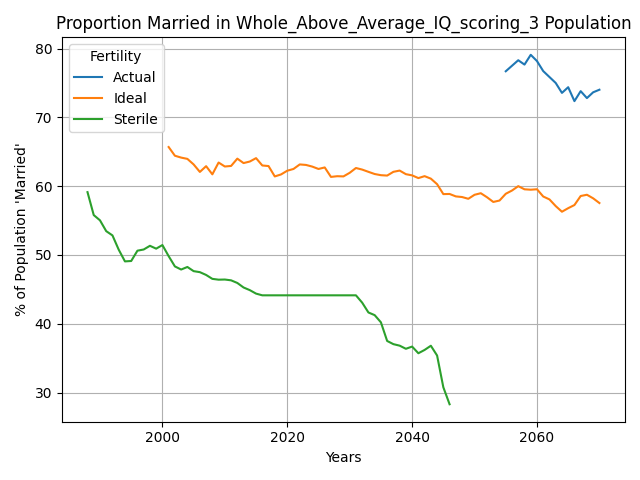 Proportion Married in Whole_Above_Average_IQ_scoring_3 Population
Fertility
Actual
Ideal
Sterile
% of Population 'Married'
80
70
60
50
40
30
2000
2020
2040
2060
Years